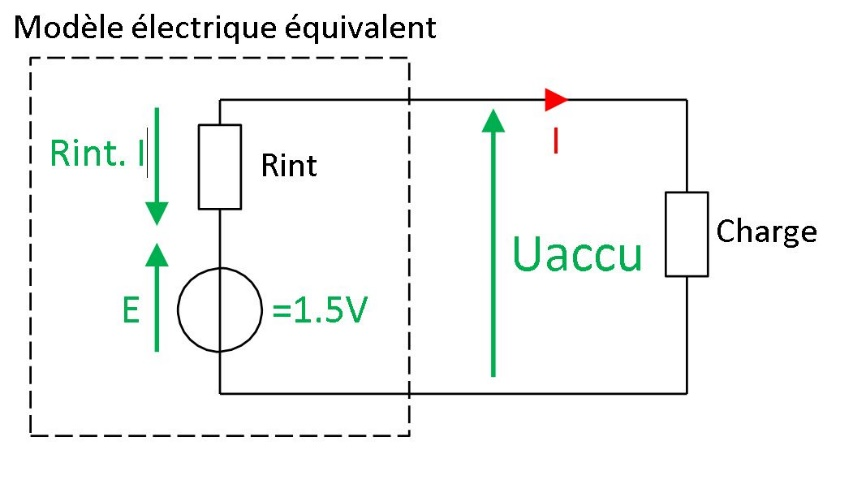 Modèle électrique équivalent
Rint. I
Rint
I
Uaccu
Charge
E
=1.5V